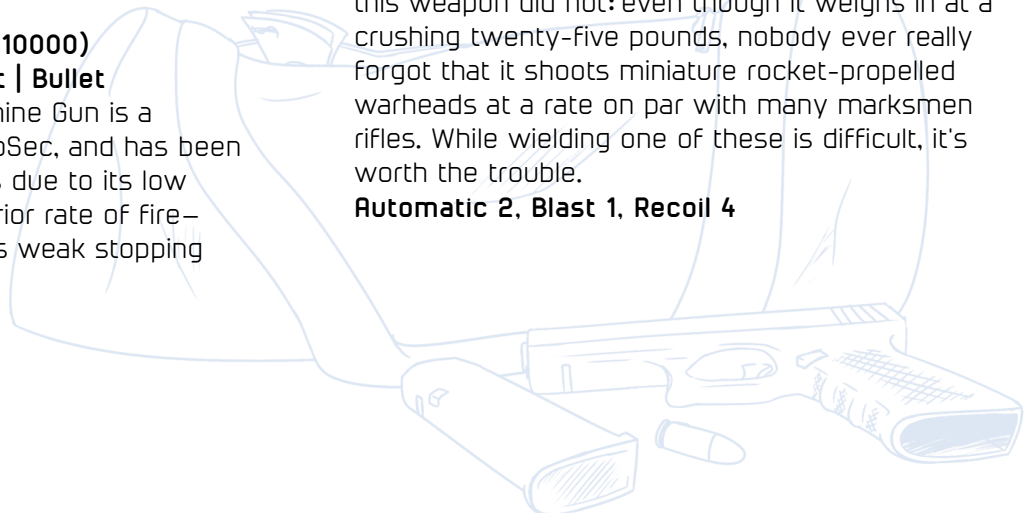 10000)
t | Bullet
hine Gun is a
oSec, and has been
s due to its low
rior rate of fire—
s weak stopping
this weapon did not: even though it weighs in at a
crushing twenty-five pounds, nobody ever really
forgot that it shoots miniature rocket-propelled
warheads at a rate on par with many marksmen
rifles. While wielding one of these is difficult, it's
worth the trouble.
Automatic 2, Blast 1, Recoil 4